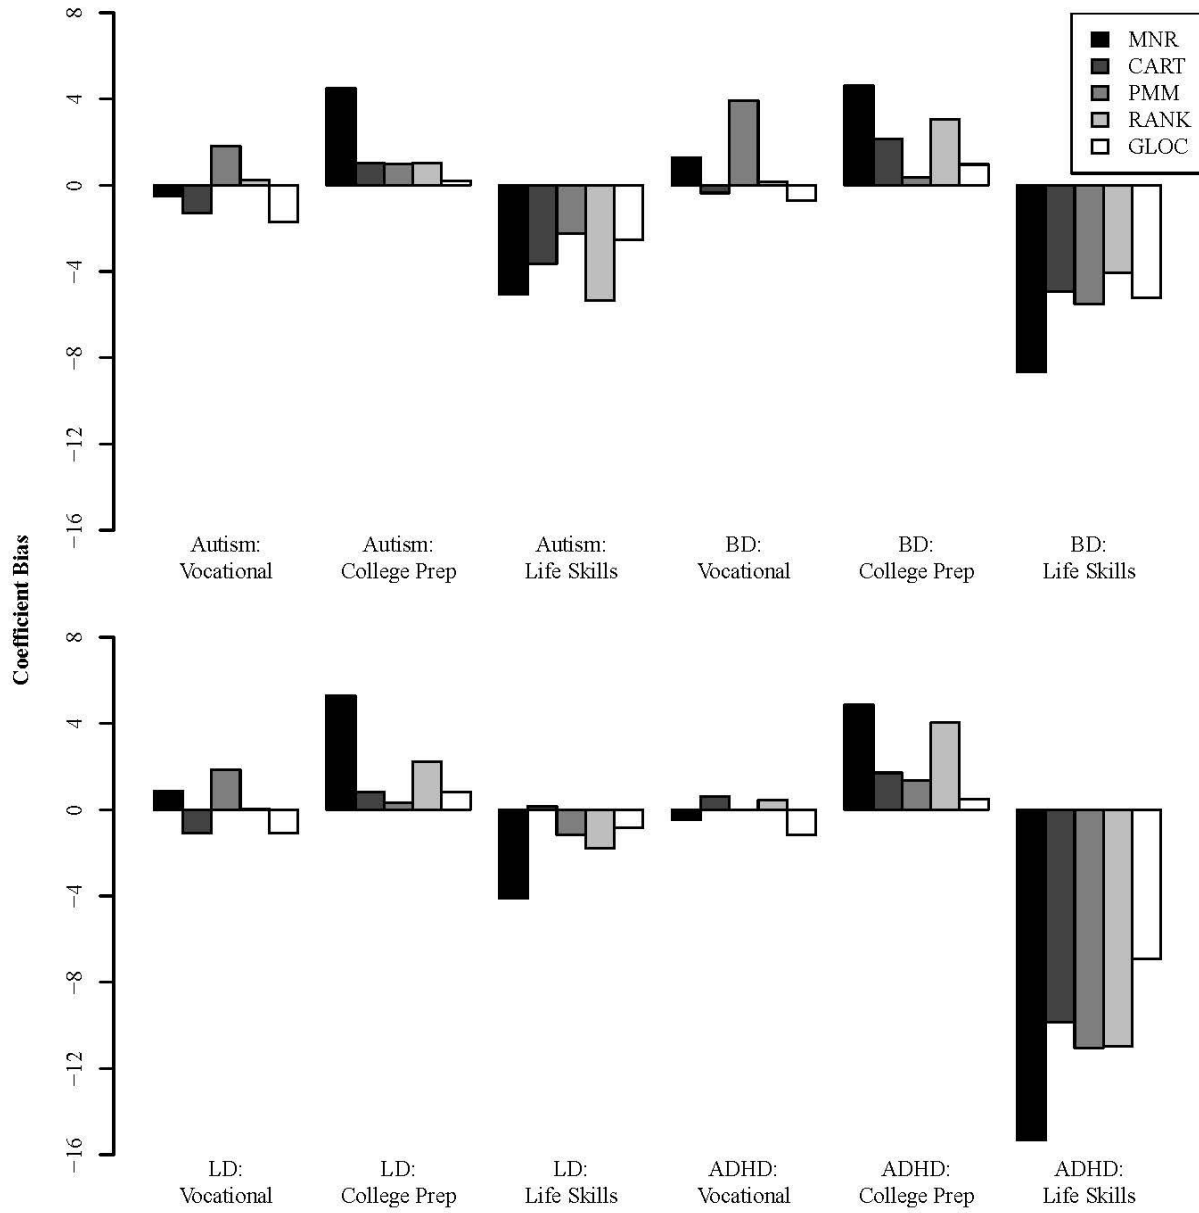 8
4
0
−4
−8
−12
−16
MNR
CART
PMM
RANK
GLOC
Autism:
Vocational
Autism:
College Prep
Autism:
Life Skills
BD:
Vocational
BD:
College Prep
BD:
Life Skills
Coefficient Bias
8
4
0
−4
−8
−12
−16
LD:
Vocational
LD:
College Prep
LD:
Life Skills
ADHD:
Vocational
ADHD:
College Prep
ADHD:
Life Skills